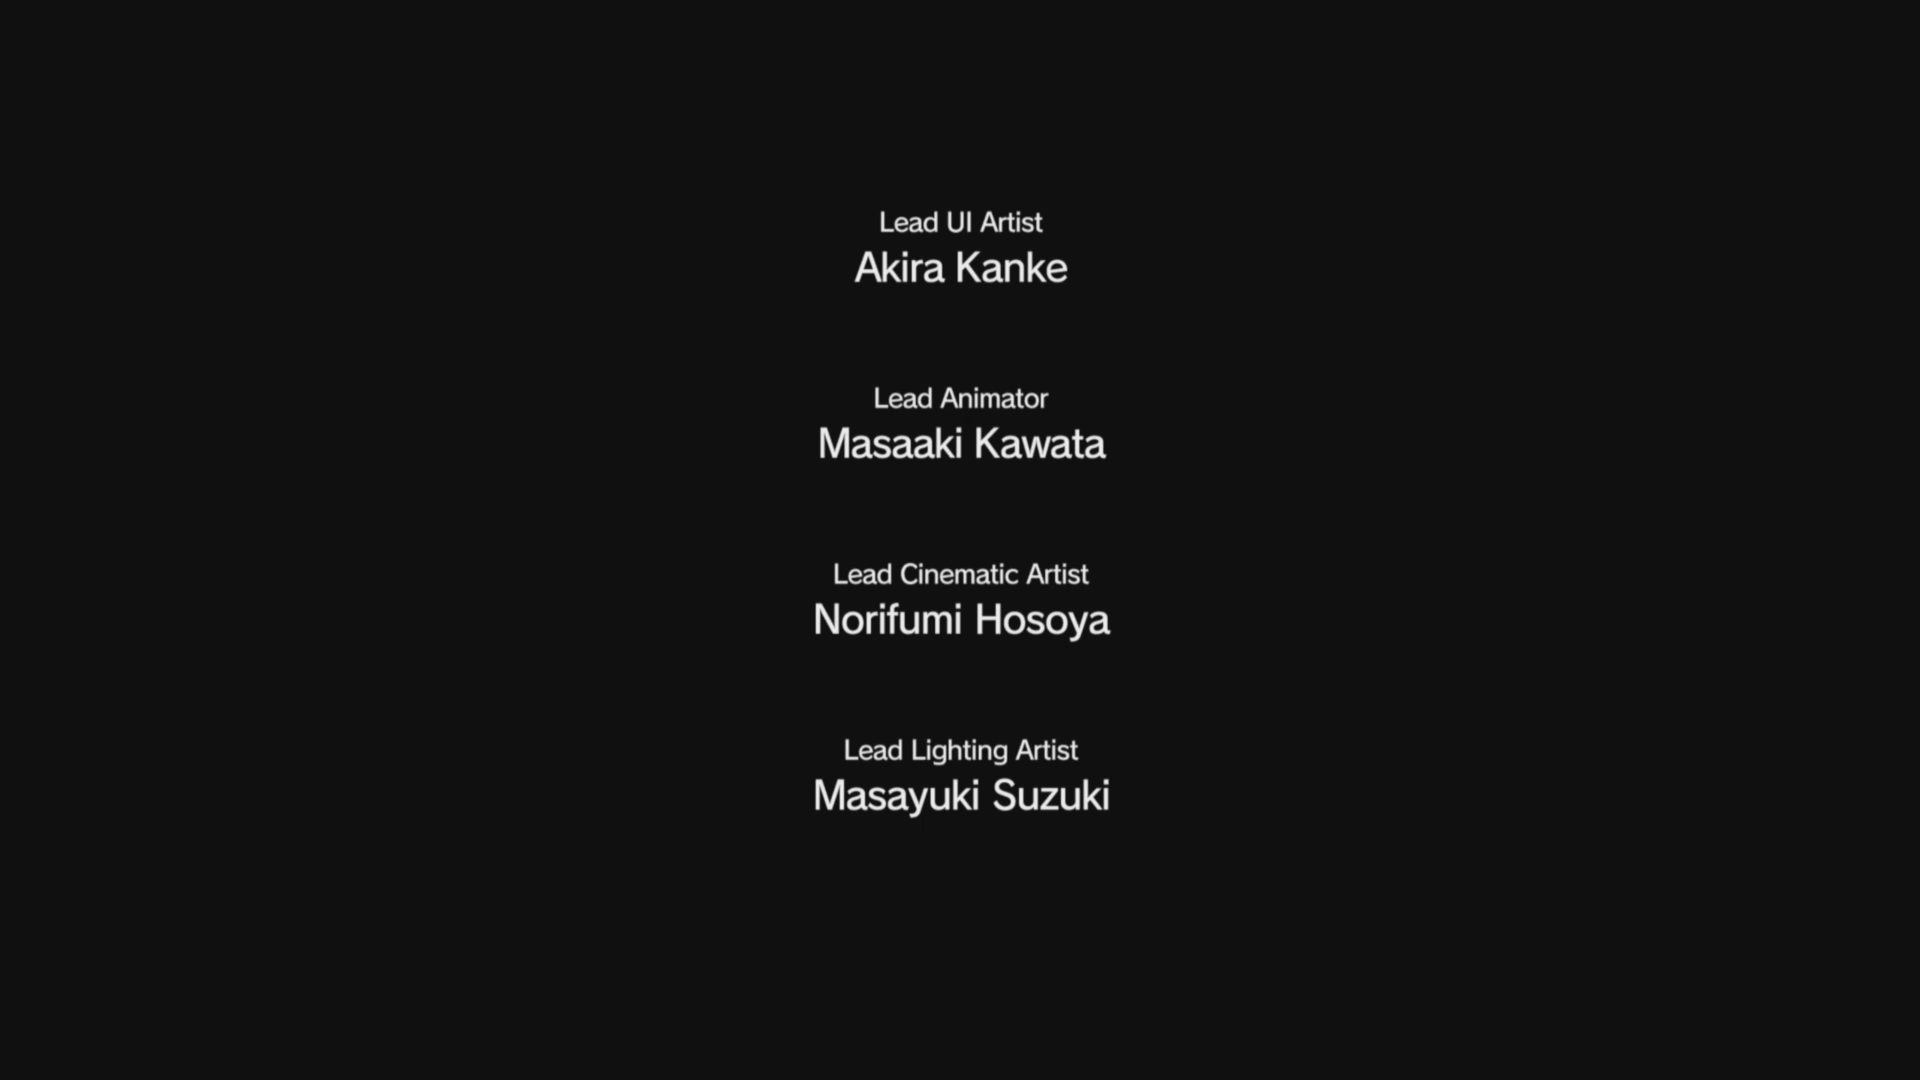 Lead UI Artist
Akira Kanke
Lead Animator
Masaaki Kawata
Lead Cinematic Artist
Norifumi Hosoya
Lead Lighting Artist
Masayuki Suzuki